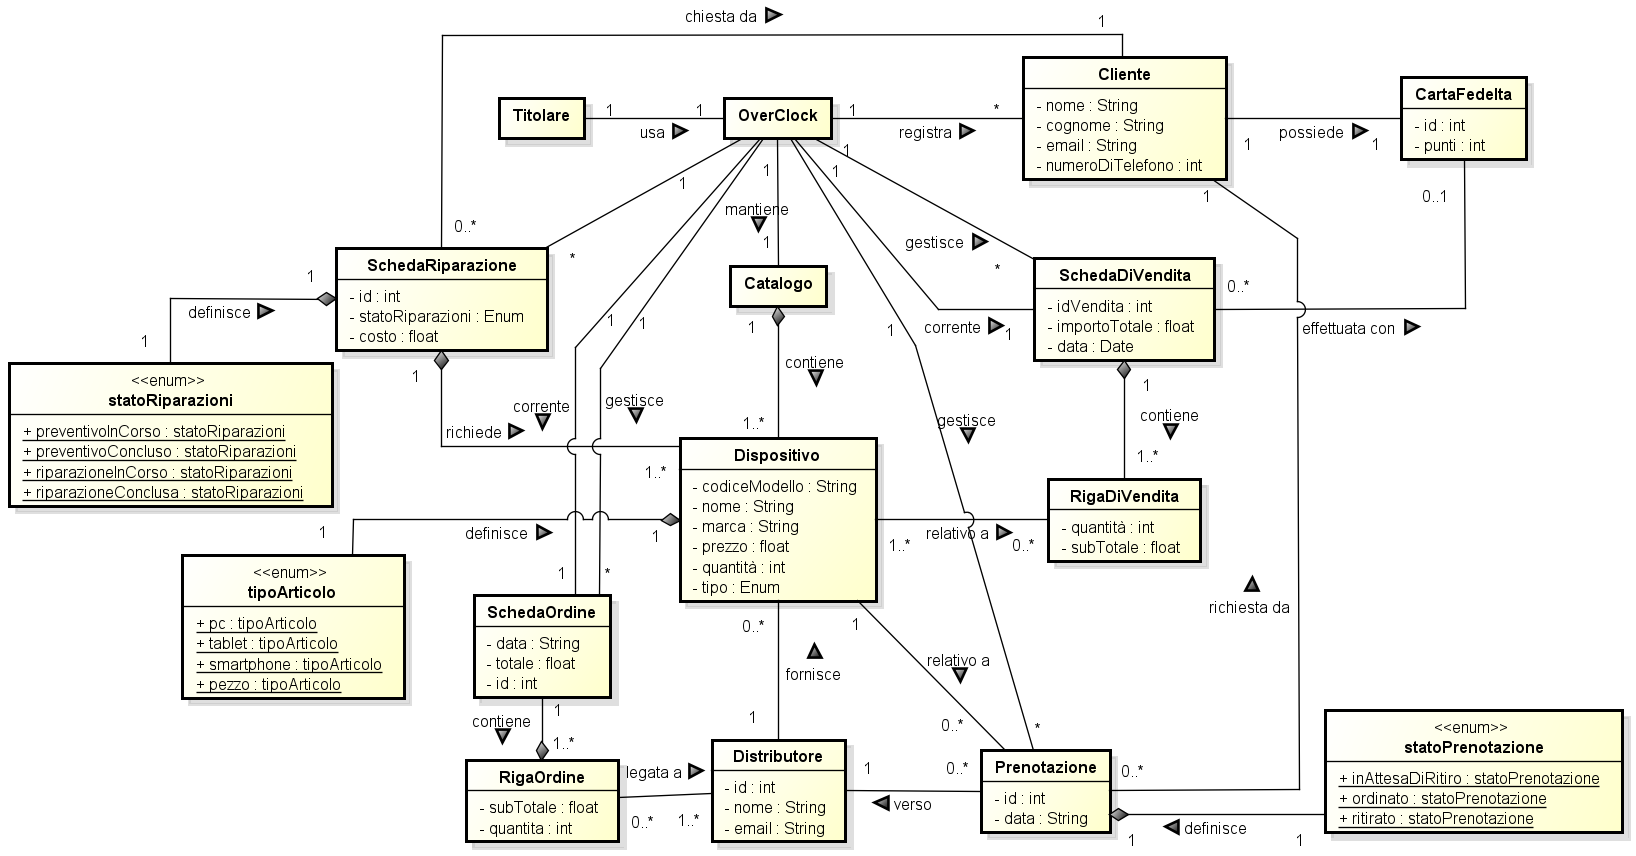 chiesta da
1
Cliente
- nome : String
- cognome : String
- email : String
- numeroDiTelefono : int
CartaFedelta
- id : int
- punti : int
Titolare
1
1
usa
OverClock
1
*
registra
1
possiede
1
1
1
1
1
1
0..1
0..*
mantiene
1
gestisce
*
*
SchedaRiparazione
- id : int
- statoRiparazioni : Enum
- costo : float
1
definisce
1
Catalogo
1
SchedaDiVendita
- idVendita : int
- importoTotale : float
- data : Date
0..*
effettuata con
corrente
1
1
1
1
1
contiene
1
<<enum>>
statoRiparazioni
+ preventivoInCorso : statoRiparazioni
+ preventivoConcluso : statoRiparazioni
+ riparazioneInCorso : statoRiparazioni
+ riparazioneConclusa : statoRiparazioni
richiede
corrente
gestisce
1..*
gestisce
contiene
1..*
1..*
Dispositivo
- codiceModello : String
- nome : String
- marca : String
- prezzo : float
- quantità : int
- tipo : Enum
RigaDiVendita
- quantità : int
- subTotale : float
1
definisce
1
1..*
relativo a
0..*
<<enum>>
tipoArticolo
+ pc : tipoArticolo
+ tablet : tipoArticolo
+ smartphone : tipoArticolo
+ pezzo : tipoArticolo
1
*
SchedaOrdine
- data : String
- totale : float
- id : int
richiesta da
0..*
1
fornisce
relativo a
1
contiene
1..*
1
0..*
*
RigaOrdine
- subTotale : float
- quantita : int
legata a
0..*
1..*
Distributore
- id : int
- nome : String
- email : String
1
verso
0..*
Prenotazione
- id : int
- data : String
0..*
1
definisce
1
<<enum>>
statoPrenotazione
+ inAttesaDiRitiro : statoPrenotazione
+ ordinato : statoPrenotazione
+ ritirato : statoPrenotazione